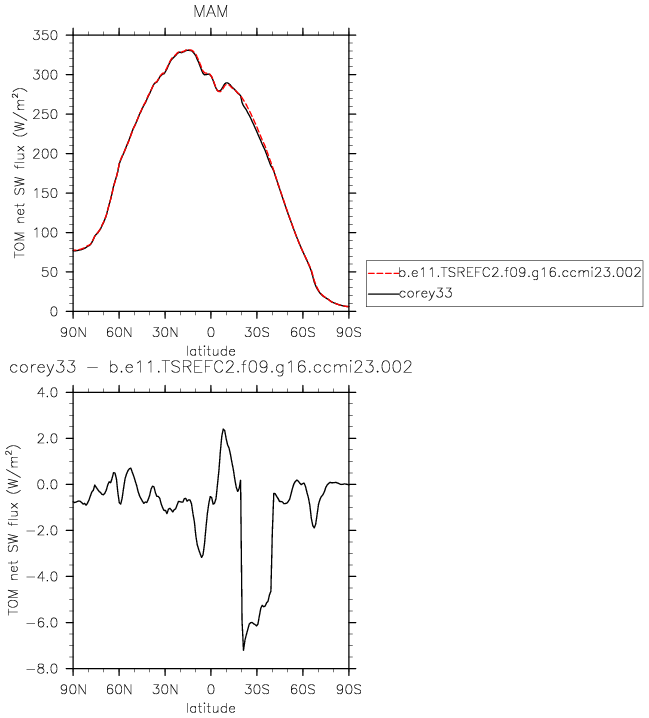 MAM
350
300
250
200
150
100
50
0
TOM net SW flux (W/m²)
90N 60N 30N 0 30S 60S 90S
latitude
b.e11.TSREFC2.f09.g16.ccmi23.002
corey33
corey33 − b.e11.TSREFC2.f09.g16.ccmi23.002
4.0
2.0
0.0
−2.0
−4.0
−6.0
−8.0
TOM net SW flux (W/m²)
90N 60N 30N 0 30S 60S 90S
latitude